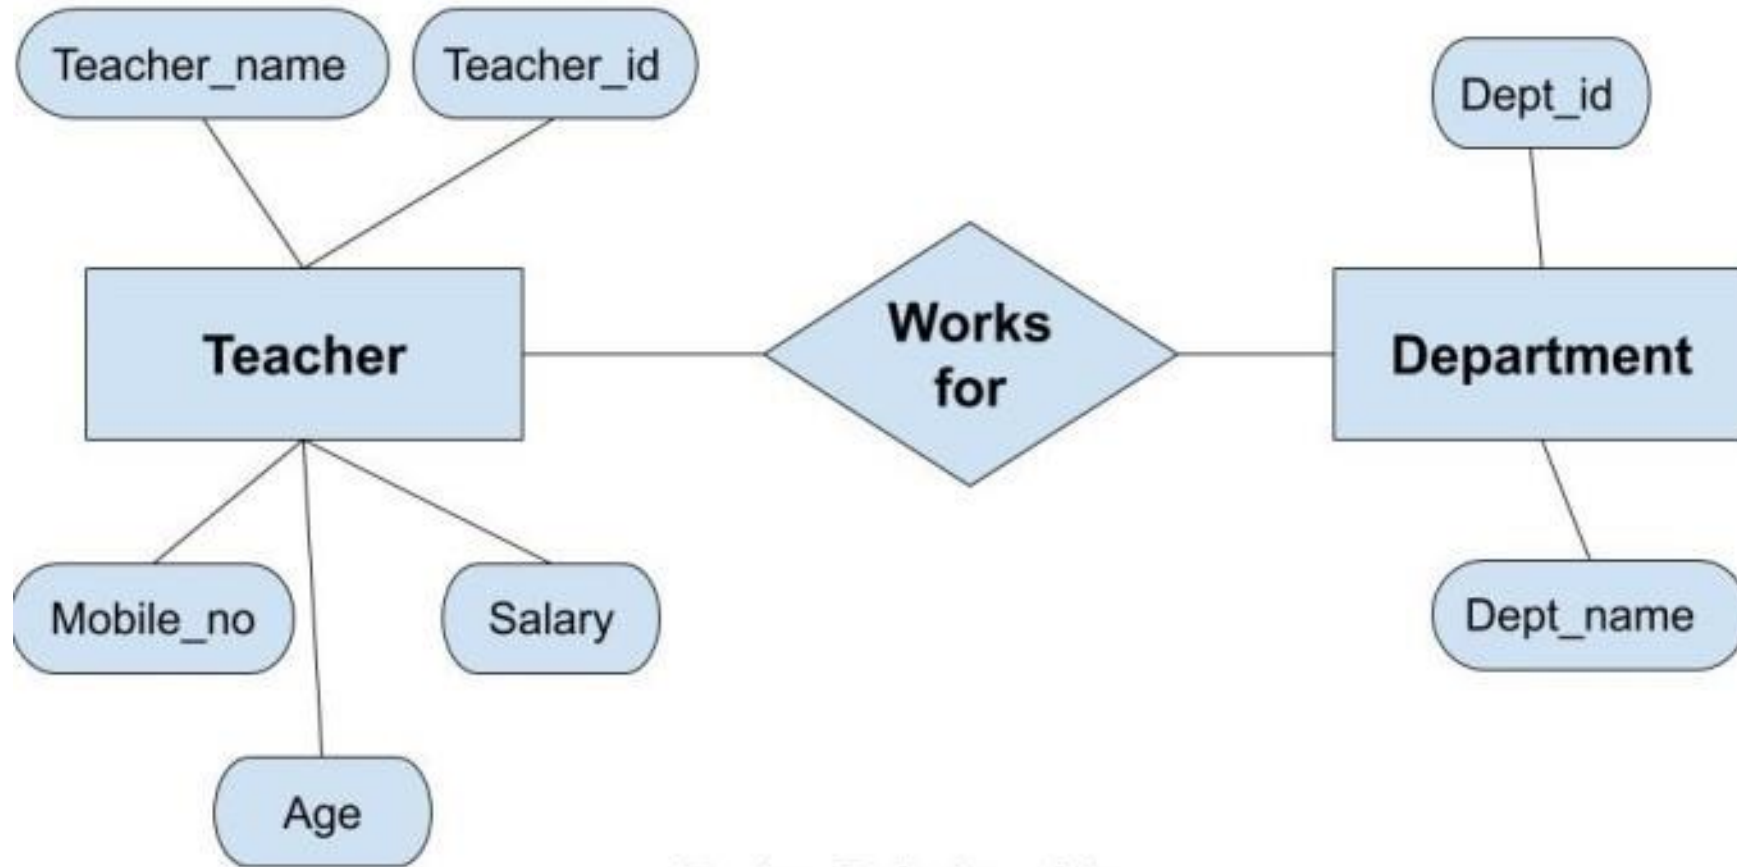 Teacher_name
Teacher_id
Dept_id
Teacher
Works
for
Department
Mobile_no
Salary
Dept_name
Age